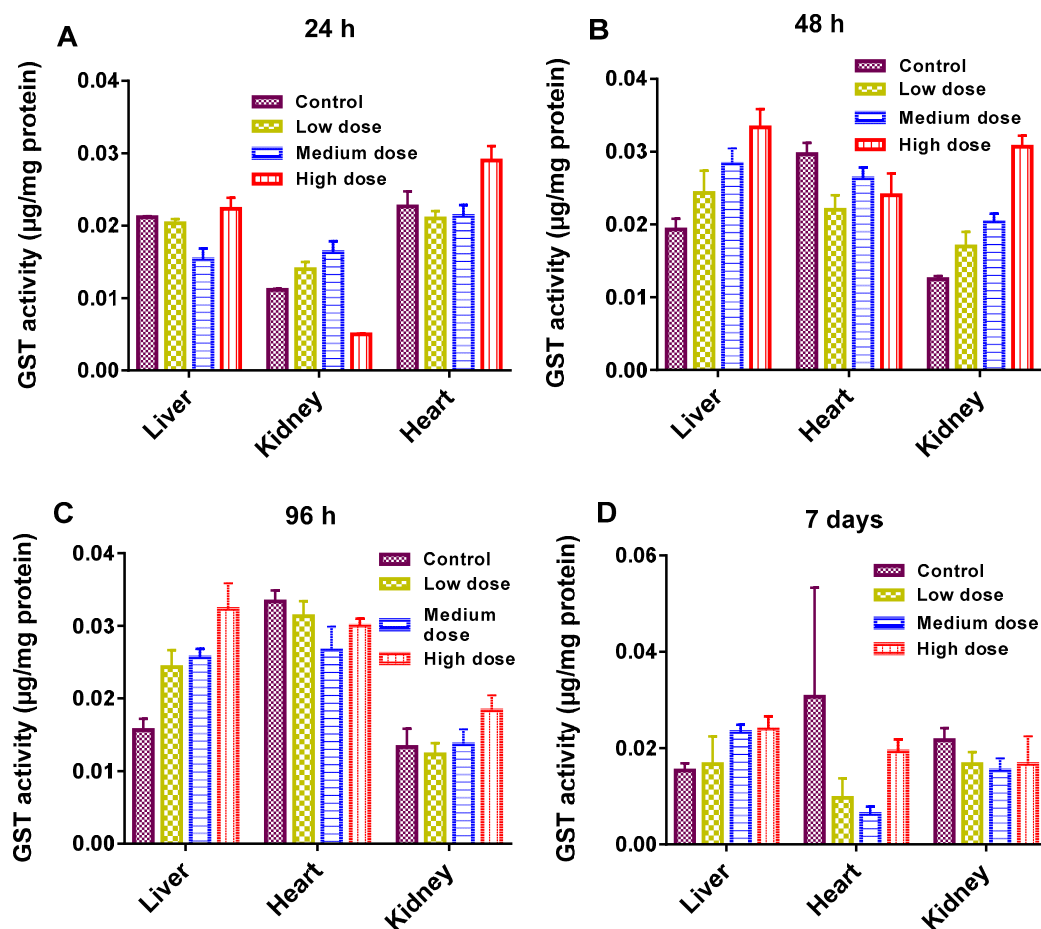 A
24 h
GST activity (µg/mg protein)
0.04
0.03
0.02
0.01
0.00
Control
Low dose
Medium dose
High dose
Liver
Kidney
Heart
B
48 h
GST activity (µg/mg protein)
0.04
0.03
0.02
0.01
0.00
Control
Low dose
Medium dose
High dose
Liver
Heart
Kidney
C
96 h
GST activity (µg/mg protein)
0.04
0.03
0.02
0.01
0.00
Control
Low dose
Medium
dose
High dose
Liver
Heart
Kidney
D
7 days
GST activity (µg/mg protein)
0.06
0.04
0.02
0.00
Control
Low dose
Medium dose
High dose
Liver
Heart
Kidney